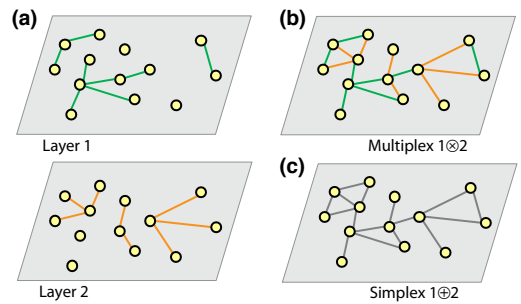 (a)
Layer 1
Layer 2
(b)
Multiplex 1⊗2
(c)
Simplex 1⊕2